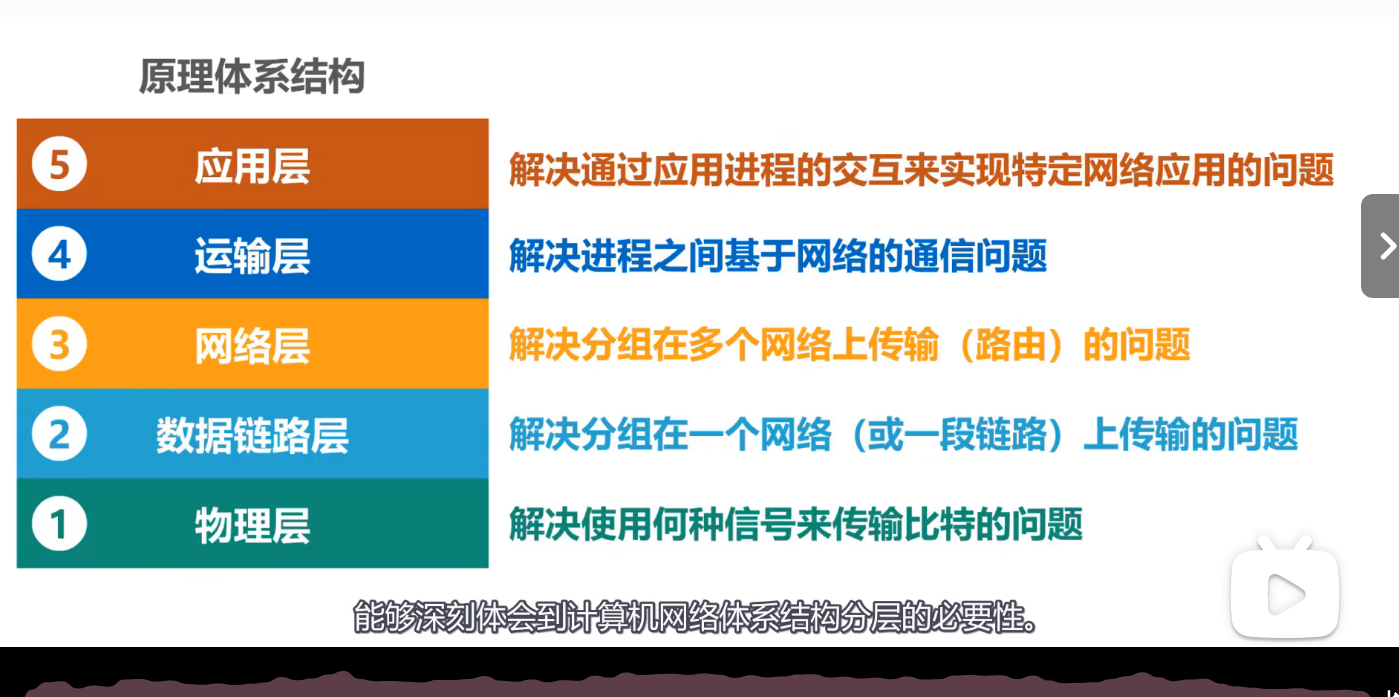 原理体系结构
5 应用层 解决通过应用进程的交互来实现特定网络应用的问题
4 运输层 解决进程之间基于网络的通信问题
3 网络层 解决分组在多个网络上传输（路由）的问题
2 数据链路层 解决分组在一个网络（或一段链路）上传输的问题
1 物理层 解决使用何种信号来传输比特的问题
能够深刻体会到计算机网络体系结构分层的必要性。